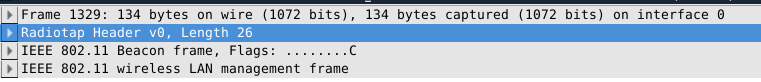 Frame 1329: 134 bytes on wire (1072 bits), 134 bytes captured (1072 bits) on interface 0
Radiotap Header v0, Length 26
IEEE 802.11 Beacon frame, Flags: ........C
IEEE 802.11 wireless LAN management frame